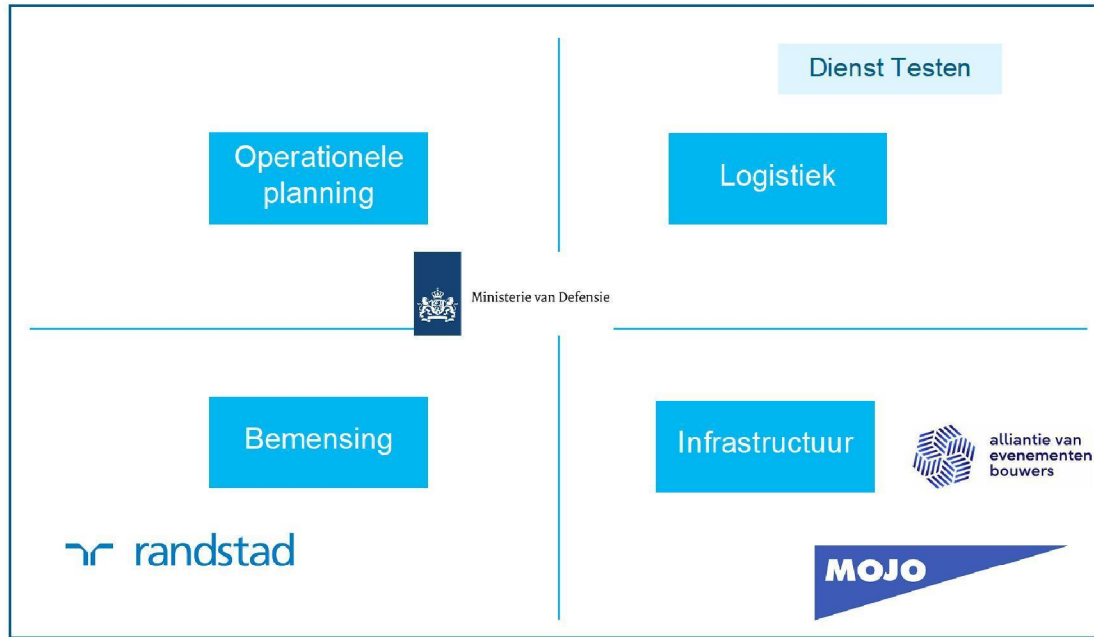 Dienst Testen
Operationele
planning
Logistiek
Ministerie van Defensie
Bemensing
Infrastructuur
alliantie van
evenementen
bouwers
randstad
MOJO